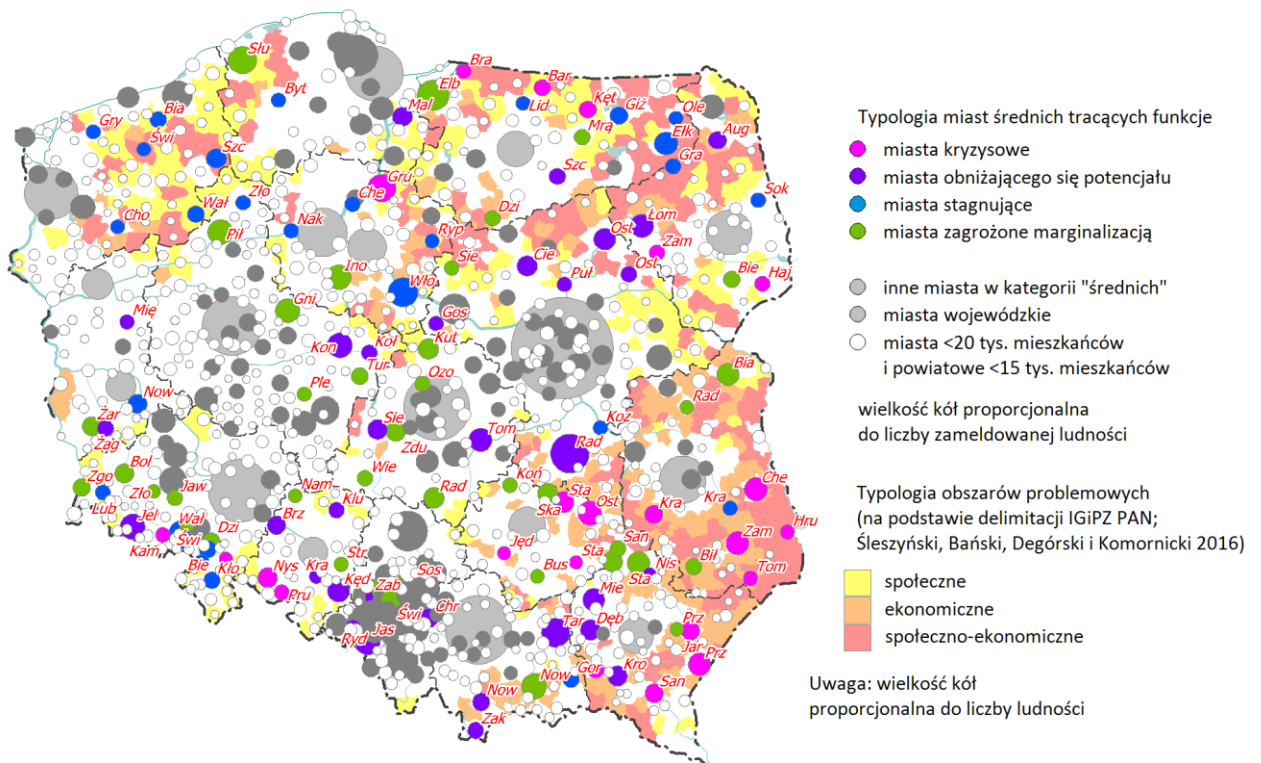 Słu
Bra
Bar
Byt
Elb
Mal
Lid
Kęt
Giż
Ole
Bia
Gry
Świ
Szc
Mrą
Ełk
Aug
Gra
Szc
Sok
Gru
Che
Zło
Wał
Cho
Pił
Nak
Dzi
Ryp
Łom
Ost
Zam
Sie
Cie
Ost
Puł
Bie
Haj
Ino
Wło
Gni
Gos
Mię
Kut
Kon
Koł
Tur
Ozo
Bia
Ple
Rad
Now
Żar
Żag
Sie
Zdu
Tom
Koz
Rad
Bol
Zgo
Zło
Jaw
Lub
Wie
Nam
Klu
Rad
Koń
Sta
Ska
Ost
Kra
Kra
Che
Hru
Jel
Wał
Dzi
Brz
Kam
Świ
Bie
Kło
Nys
Pru
Str
Kra
Kęd
Zab
Sos
Jęd
Bus
Sta
San
Nis
Sta
Bił
Zam
Tom
Chr
Świ
Jas
Ryd
Mie
Tar
Dęb
Prz
Jar
Prz
Now
Now
Gor
Kro
San
Zak
Typologia miast średnich tracących funkcje
miasta kryzysowe
miasta obniżającego się potencjału
miasta stagnujące
miasta zagrożone marginalizacją
inne miasta w kategorii "średnich"
miasta wojewódzkie
miasta <20 tys. mieszkańców
i powiatowe <15 tys. mieszkańców
wielkość kół proporcjonalna
do liczby zameldowanej ludności
Typologia obszarów problemowych
(na podstawie delimitacji IGiPZ PAN;
Śleszyński, Bański, Degórski i Komornicki 2016)
społeczne
ekonomiczne
społeczno-ekonomiczne
Uwaga: wielkość kół
proporcjonalna do liczby ludności